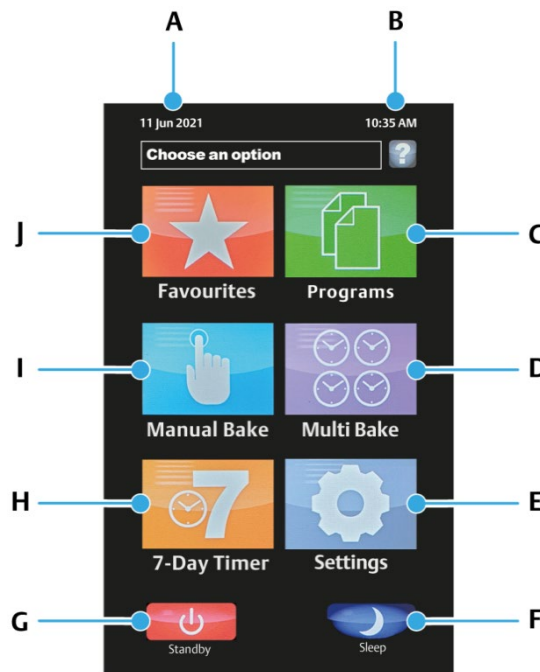 A
B
11 Jun 2021
10:35 AM
Choose an option
?
J
C
Favourites
Programs
I
D
Manual Bake
Multi Bake
H
7
E
7-Day Timer
Settings
G
F
Standby
Sleep